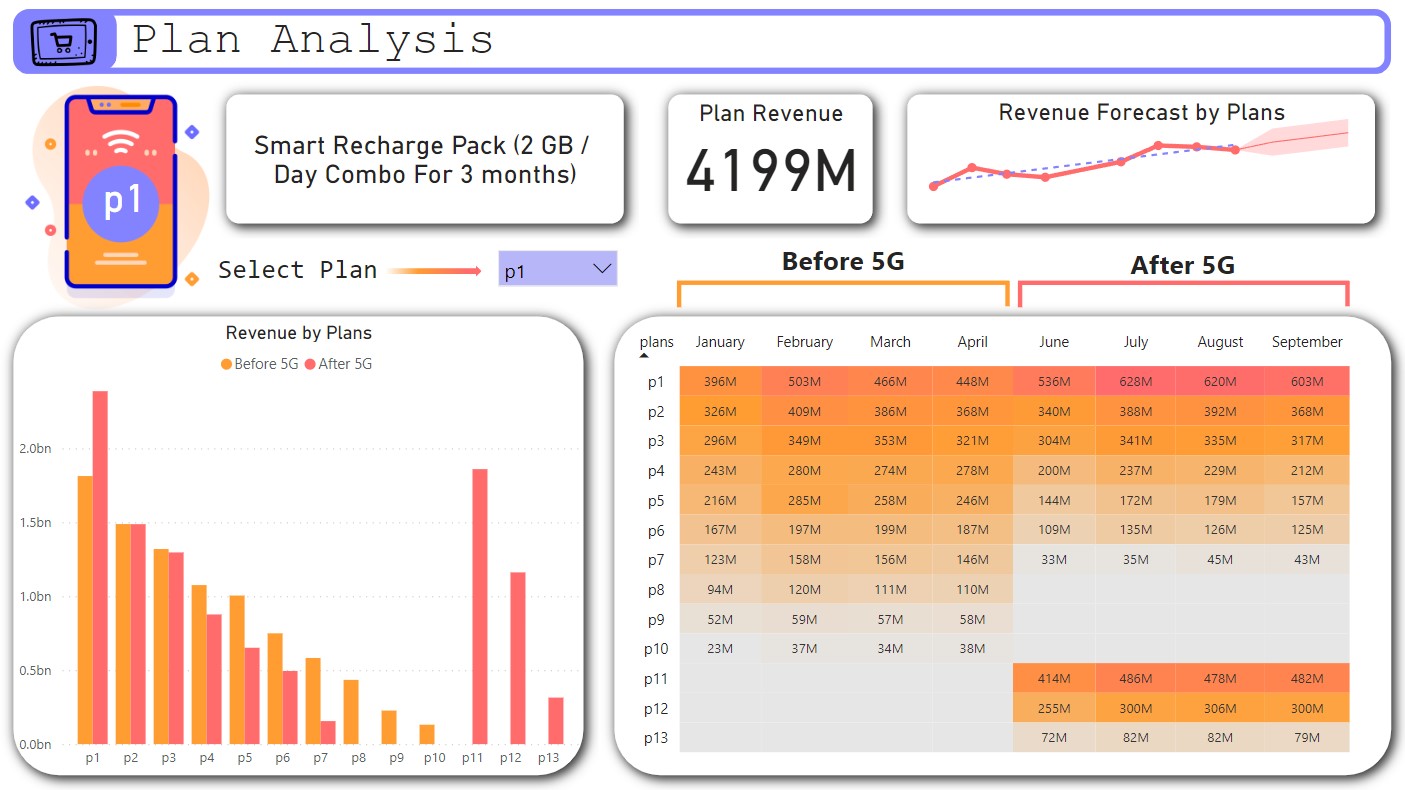 Plan Analysis
p1
Smart Recharge Pack (2 GB /
Day Combo For 3 months)
Plan Revenue
4199M
Revenue Forecast by Plans
Select Plan
p1
Before 5G
After 5G
Revenue by Plans
Before 5G After 5G
2.0bn
1.5bn
1.0bn
0.5bn
0.0bn
p1 p2 p3 p4 p5 p6 p7 p8 p9 p10 p11 p12 p13
plans January February March April June July August September
p1 396M 503M 466M 448M 536M 628M 620M 603M
p2 326M 409M 386M 368M 340M 388M 392M 368M
p3 296M 349M 353M 321M 304M 341M 335M 317M
p4 243M 280M 274M 278M 200M 237M 229M 212M
p5 216M 285M 258M 246M 144M 172M 179M 157M
p6 167M 197M 199M 187M 109M 135M 126M 125M
p7 123M 158M 156M 146M 33M 35M 45M 43M
p8 94M 120M 111M 110M
p9 52M 59M 57M 58M
p10 23M 37M 34M 38M
p11 414M 486M 478M 482M
p12 255M 300M 306M 300M
p13 72M 82M 82M 79M